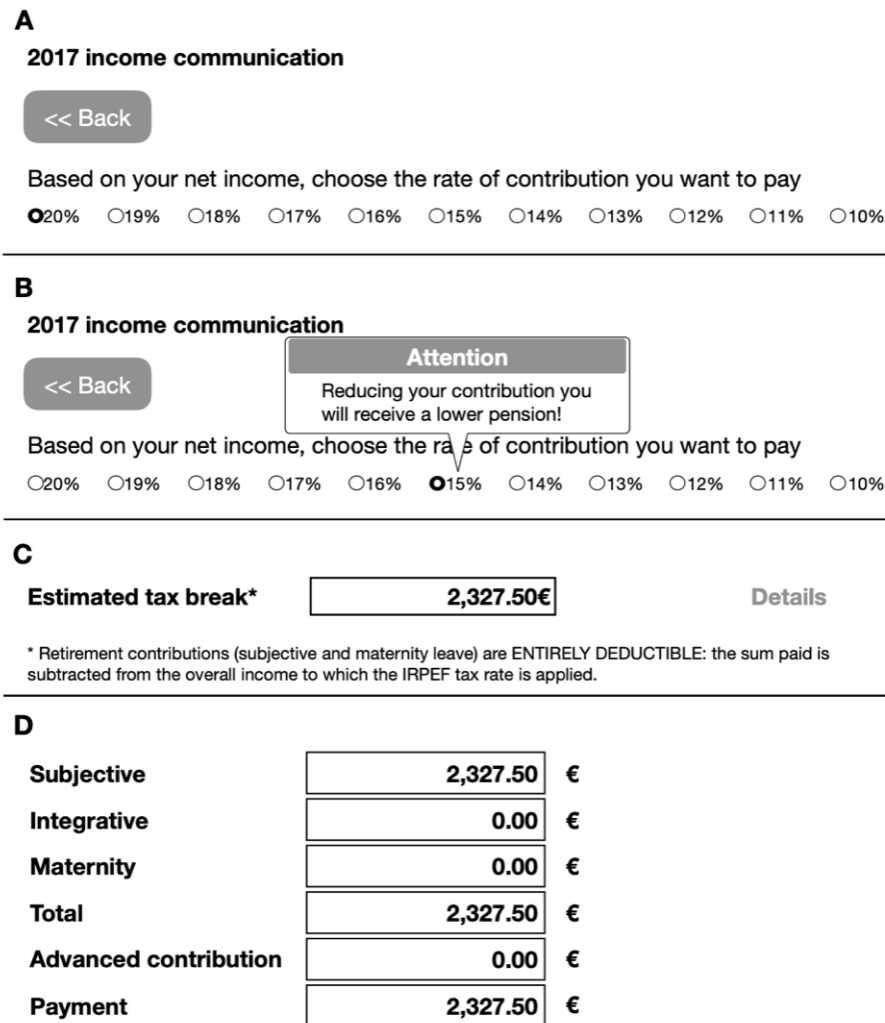 A
2017 income communication
<< Back
Based on your net income, choose the rate of contribution you want to pay
20% 19% 18% 17% 16% 15% 14% 13% 12% 11% 10%
B
2017 income communication
Attention
<< Back
Reducing your contribution you
will receive a lower pension!
Based on your net income, choose the rate of contribution you want to pay
20% 19% 18% 17% 16% 15% 14% 13% 12% 11% 10%
C
Estimated tax break* 2,327.50€ Details
* Retirement contributions (subjective and maternity leave) are ENTIRELY DEDUCTIBLE: the sum paid is
subtracted from the overall income to which the IRPEF tax rate is applied.
D
Subjective 2,327.50 €
Integrative 0.00 €
Maternity 0.00 €
Total 2,327.50 €
Advanced contribution 0.00 €
Payment 2,327.50 €